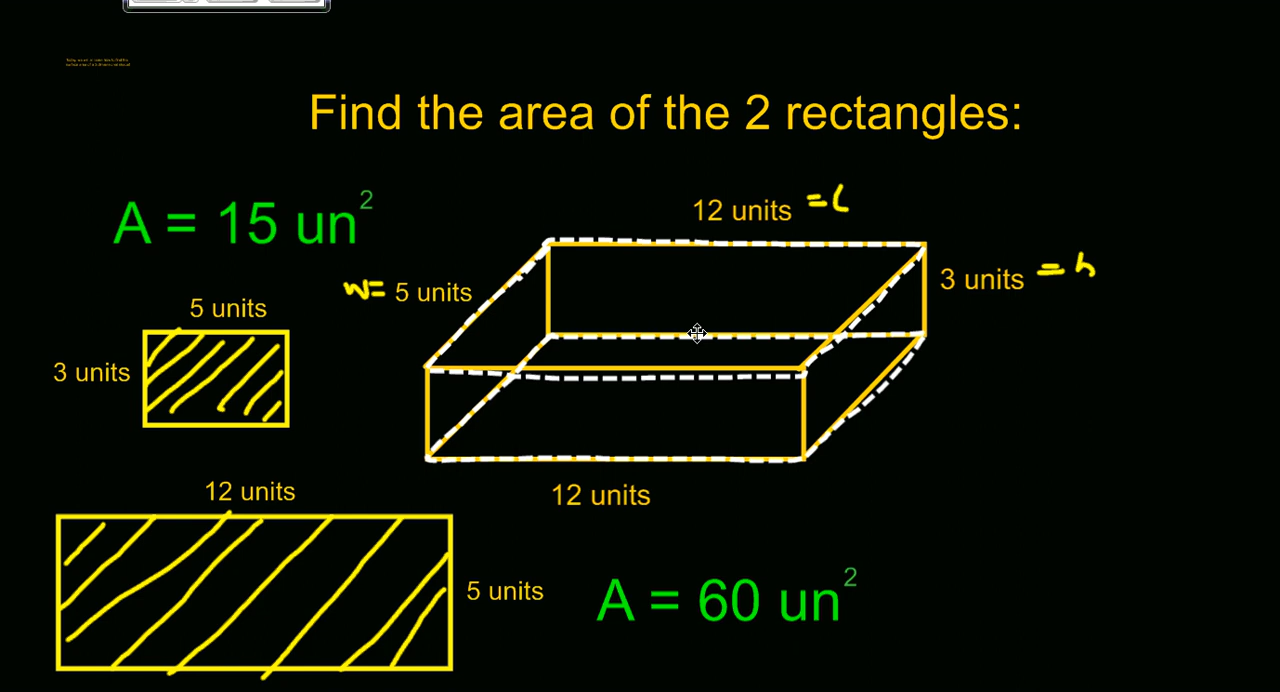 Find the area of the 2 rectangles:
A = 15 un²
12 units = l
w = 5 units
3 units = h
5 units
3 units
12 units
12 units
5 units
A = 60 un²